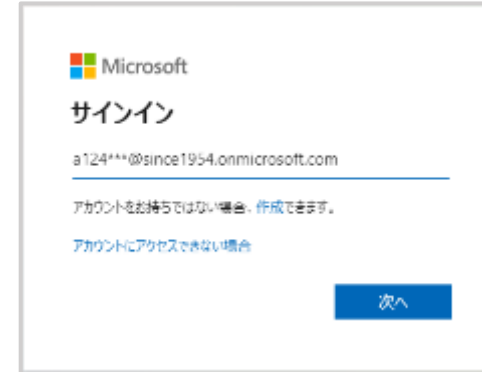 Microsoft
サインイン
a124***@since1954.onmicrosoft.com
アカウントをお持ちではない場合、作成できます。
アカウントにアクセスできない場合
次へ